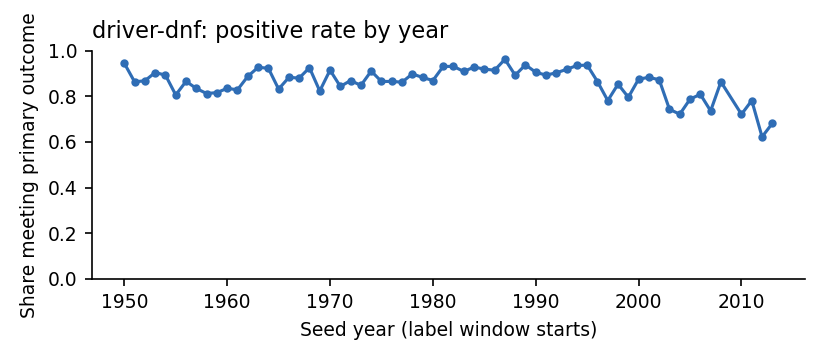 driver-dnf: positive rate by year
Share meeting primary outcome
1.0
0.8
0.6
0.4
0.2
0.0
1950 1960 1970 1980 1990 2000 2010
Seed year (label window starts)